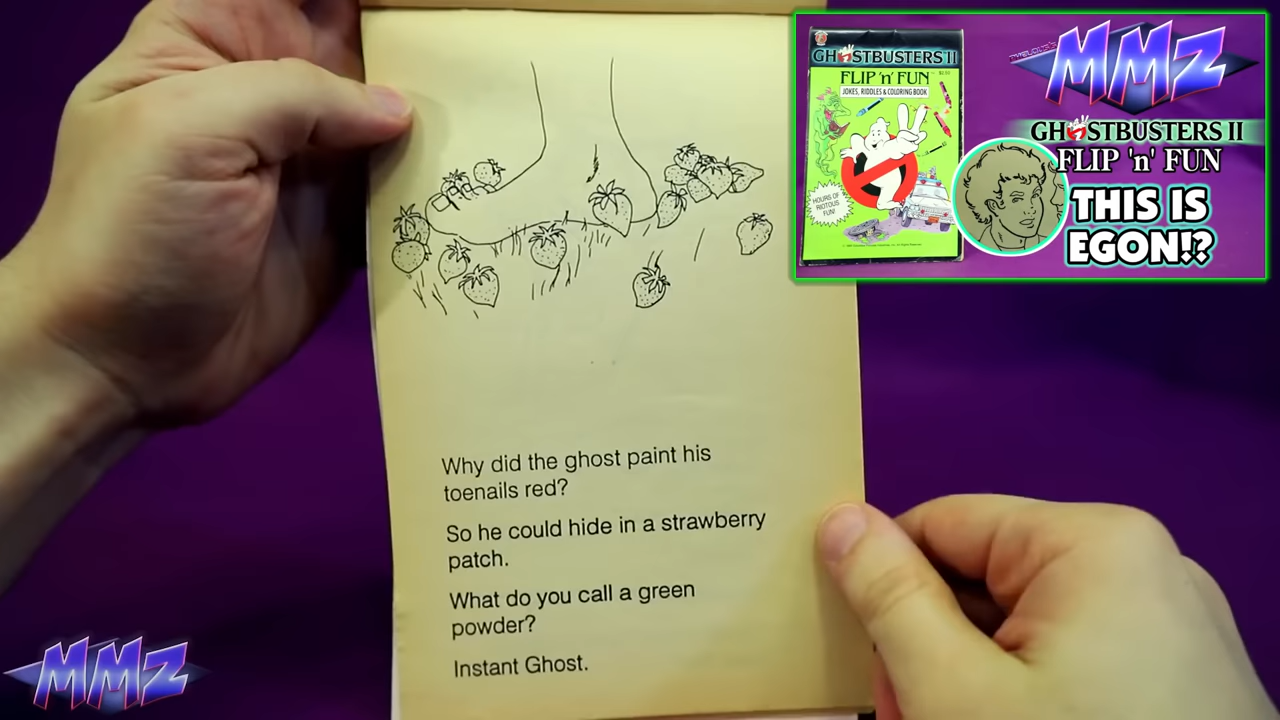 Why did the ghost paint his
toenails red?
So he could hide in a strawberry
patch.
What do you call a green
powder?
Instant Ghost.
GHOSTBUSTERS II
FLIP 'n' FUN
JOKES, RIDDLES & COLORING BOOK
HOURS OF
RIOTOUS
FUN!
MMZ
GHOSTBUSTERS II
FLIP 'n' FUN
THIS IS
EGON!?
MMZ